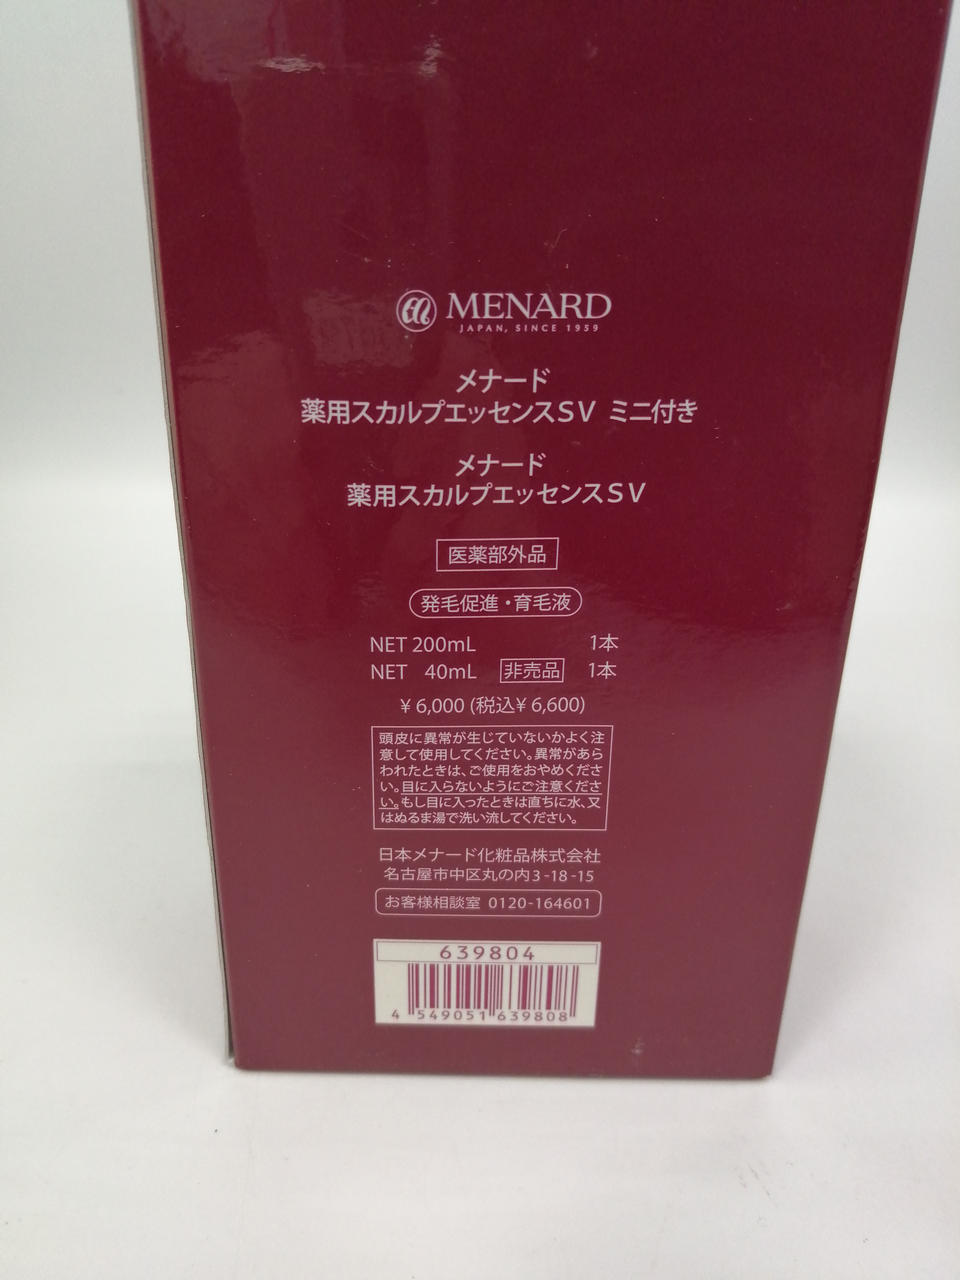 MENARD
JAPAN, SINCE 1959
メナード
薬用スカルプエッセンスSV ミニ付き
メナード
薬用スカルプエッセンスSV
医薬部外品
発毛促進・育毛液
NET 200mL 1本
NET 40mL 非売品 1本
¥6,000 (税込¥6,600)
頭皮に異常が生じていないかよく注
意して使用してください。異常があら
われたときは、ご使用をおやめくださ
い。目に入らないようにご注意くださ
い。もし目に入ったときは直ちに水、又
はぬるま湯で洗い流してください。
日本メナード化粧品株式会社
名古屋市中区丸の内3-18-15
お客様相談室 0120-164601
639804
4 549051 639808